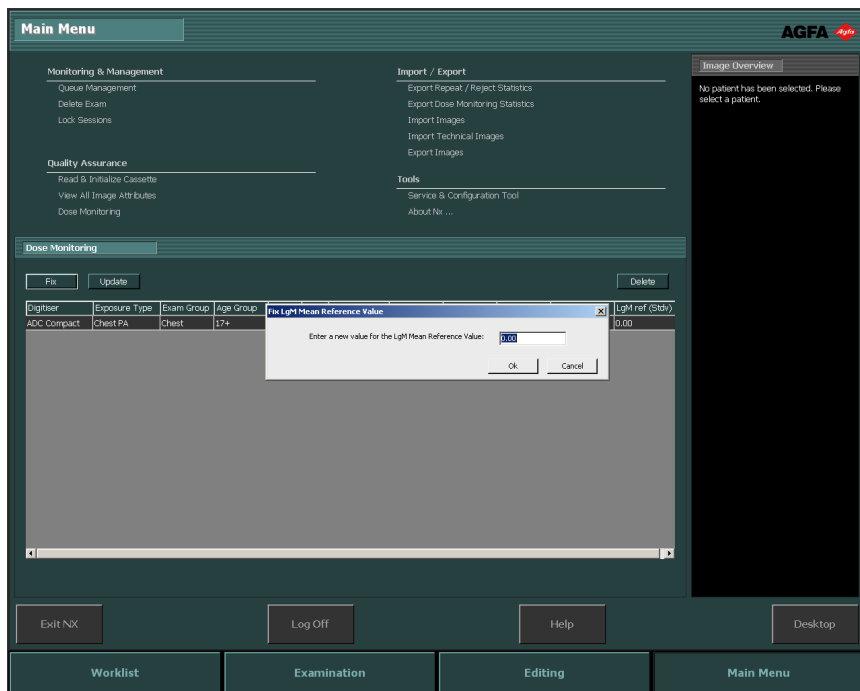 Main Menu
AGFA
Agfa
Monitoring & Management
Queue Management
Delete Exam
Lock Sessions
Import / Export
Export Repeat / Reject Statistics
Export Dose Monitoring Statistics
Import Images
Import Technical Images
Export Images
Quality Assurance
Read & Initialize Cassette
View All Image Attributes
Dose Monitoring
Tools
Service & Configuration Tool
About Nx ...
Image Overview
No patient has been selected. Please
select a patient.
Dose Monitoring
Fix Update Delete
Digitiser Exposure Type Exam Group Age Group LgM ref (Stdv)
ADC Compact Chest PA Chest 17+ 0.00
Fix LgM Mean Reference Value
Enter a new value for the LgM Mean Reference Value: 0.00
Ok Cancel
Exit NX Log Off Help Desktop
Worklist Examination Editing Main Menu